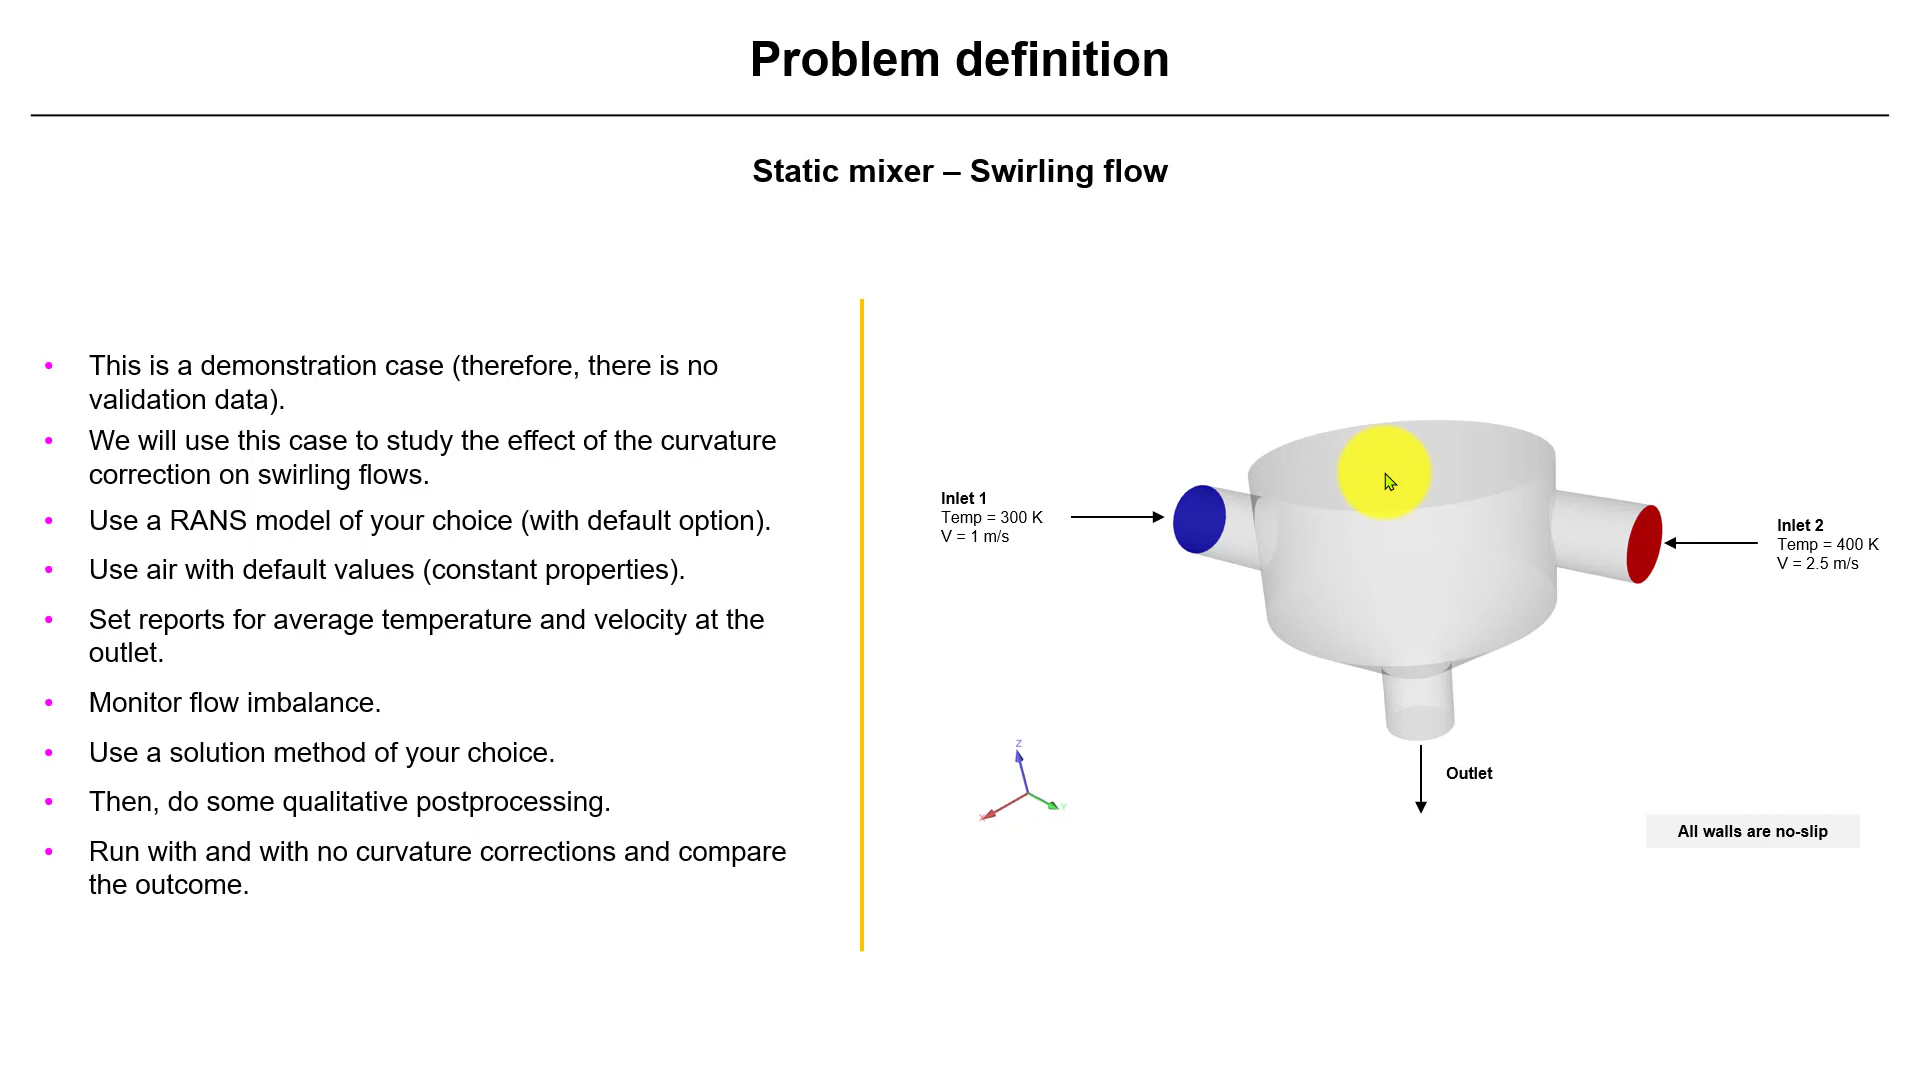 Problem definition
Static mixer – Swirling flow
• This is a demonstration case (therefore, there is no
validation data).
• We will use this case to study the effect of the curvature
correction on swirling flows.
• Use a RANS model of your choice (with default option).
• Use air with default values (constant properties).
• Set reports for average temperature and velocity at the
outlet.
• Monitor flow imbalance.
• Use a solution method of your choice.
• Then, do some qualitative postprocessing.
• Run with and with no curvature corrections and compare
the outcome.
Inlet 1
Temp = 300 K
V = 1 m/s
Inlet 2
Temp = 400 K
V = 2.5 m/s
Z
X
Y
Outlet
All walls are no-slip